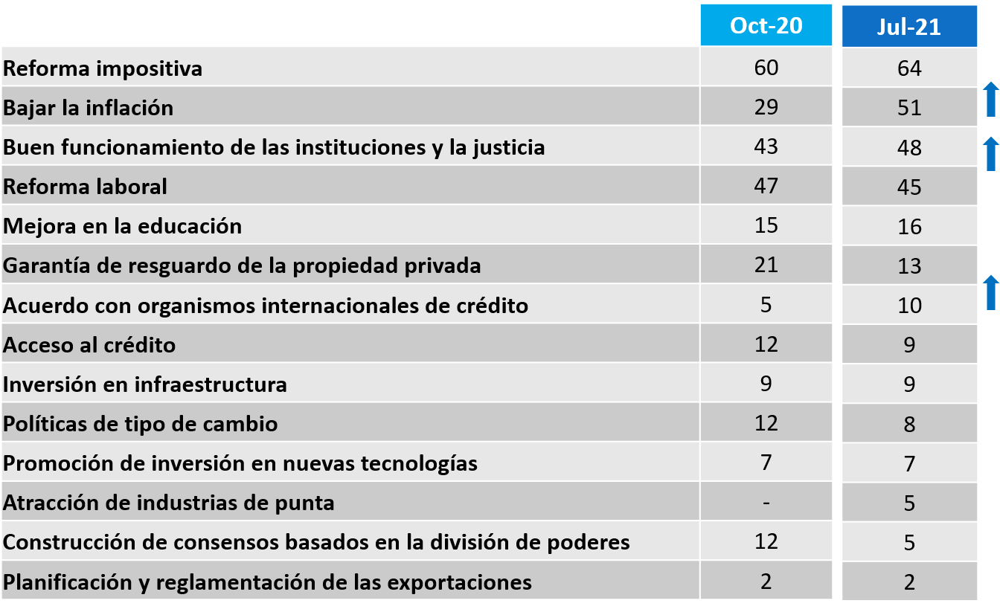 Oct-20 Jul-21
Reforma impositiva 60 64
Bajar la inflación 29 51
Buen funcionamiento de las instituciones y la justicia 43 48
Reforma laboral 47 45
Mejora en la educación 15 16
Garantía de resguardo de la propiedad privada 21 13
Acuerdo con organismos internacionales de crédito 5 10
Acceso al crédito 12 9
Inversión en infraestructura 9 9
Políticas de tipo de cambio 12 8
Promoción de inversión en nuevas tecnologías 7 7
Atracción de industrias de punta - 5
Construcción de consensos basados en la división de poderes 12 5
Planificación y reglamentación de las exportaciones 2 2